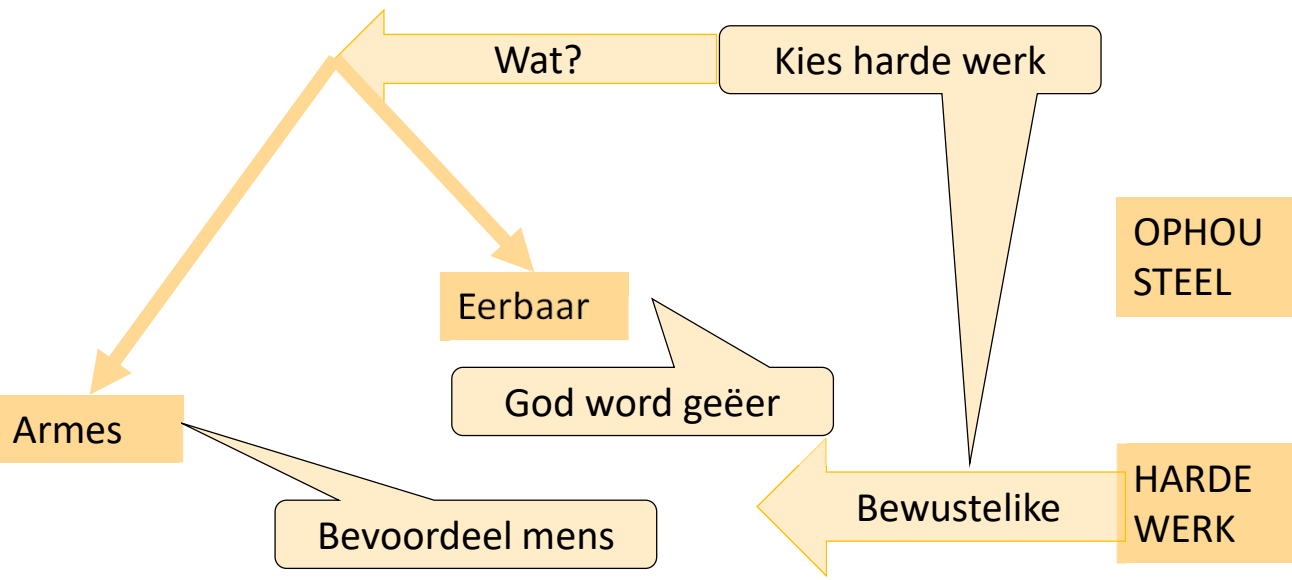 Wat?
Kies harde werk
OPHOU
STEEL
Eerbaar
God word geëer
Armes
Bewustelike
HARDE
WERK
Bevoordeel mens